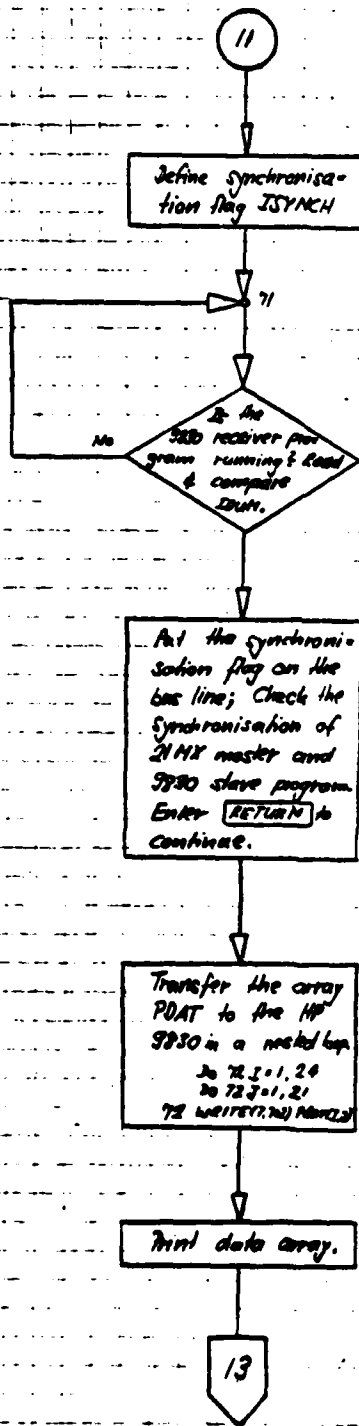 11
Define synchronisa-
tion flag ISYNCH
71
Is the
No
9830 receiver pro-
gram running? Read
& compare
IDUM.
Put the synchroni-
sation flag on the
bus line; Check the
synchronisation of
21MX master and
9830 slave program.
Enter RETURN to
continue.
Transfer the array
PDAT to the HP
9830 in a nested loop
Do 72 I=1, 24
Do 72 J=1, 21
72 WRITE(7,702) PDAT(I,J)
Print data array.
13